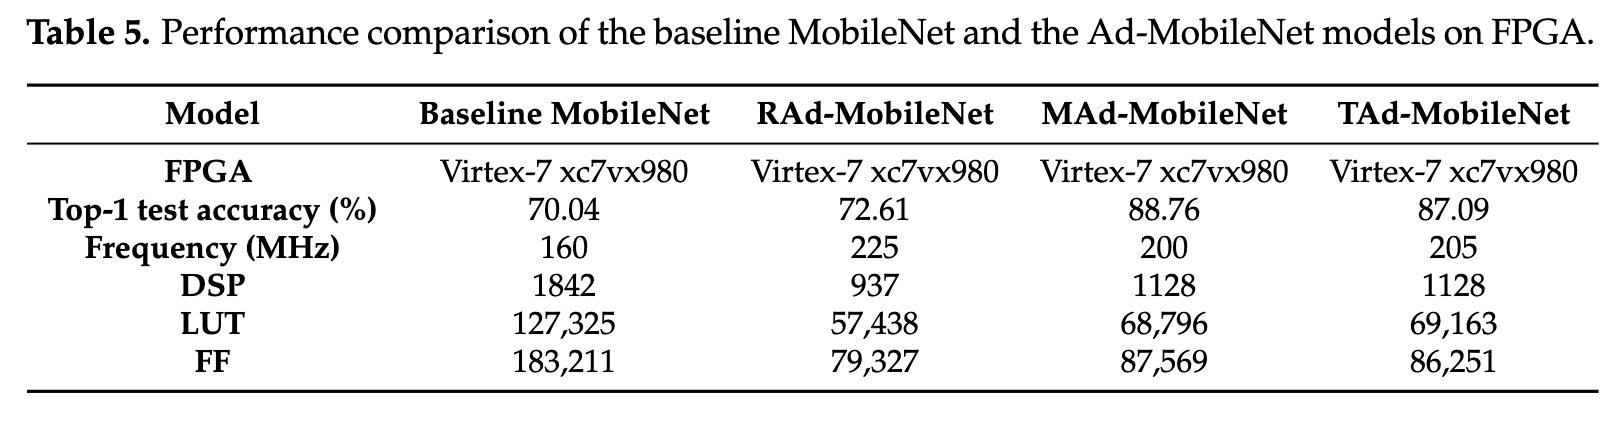 Table 5. Performance comparison of the baseline MobileNet and the Ad-MobileNet models on FPGA.
Model Baseline MobileNet RAd-MobileNet MAd-MobileNet TAd-MobileNet
FPGA Virtex-7 xc7vx980 Virtex-7 xc7vx980 Virtex-7 xc7vx980 Virtex-7 xc7vx980
Top-1 test accuracy (%) 70.04 72.61 88.76 87.09
Frequency (MHz) 160 225 200 205
DSP 1842 937 1128 1128
LUT 127,325 57,438 68,796 69,163
FF 183,211 79,327 87,569 86,251